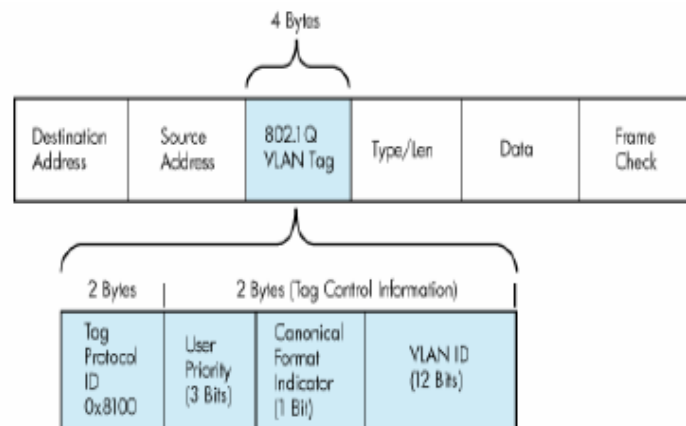 4 Bytes
Destination
Address
Source
Address
802.1Q
VLAN Tag
Type/Len
Data
Frame
Check
2 Bytes
2 Bytes (Tag Control Information)
Tag
Protocol
ID
0x8100
User
Priority
(3 Bits)
Canonical
Format
Indicator
(1 Bit)
VLAN ID
(12 Bits)